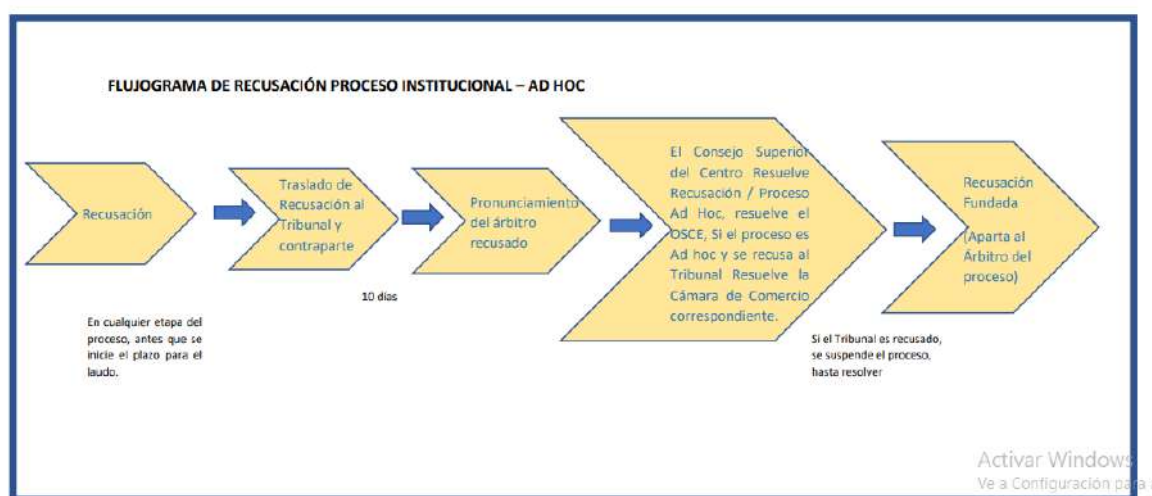 FLUJOGRAMA DE RECUSACIÓN PROCESO INSTITUCIONAL – AD HOC
Recusación
En cualquier etapa del
proceso, antes que se
inicie el plazo para el
laudo.
Traslado de
Recusación al
Tribunal y
contraparte
10 días
Pronunciamiento
del árbitro
recusado
El Consejo Superior
del Centro Resuelve
Recusación / Proceso
Ad Hoc, resuelve el
OSCE, Si el proceso es
Ad hoc y se recusa al
Tribunal Resuelve la
Cámara de Comercio
correspondiente.
Si el Tribunal es recusado,
se suspende el proceso,
hasta resolver
Recusación
Fundada
(Aparta al
Árbitro del
proceso)
Activar Windows
Ve a Configuración para